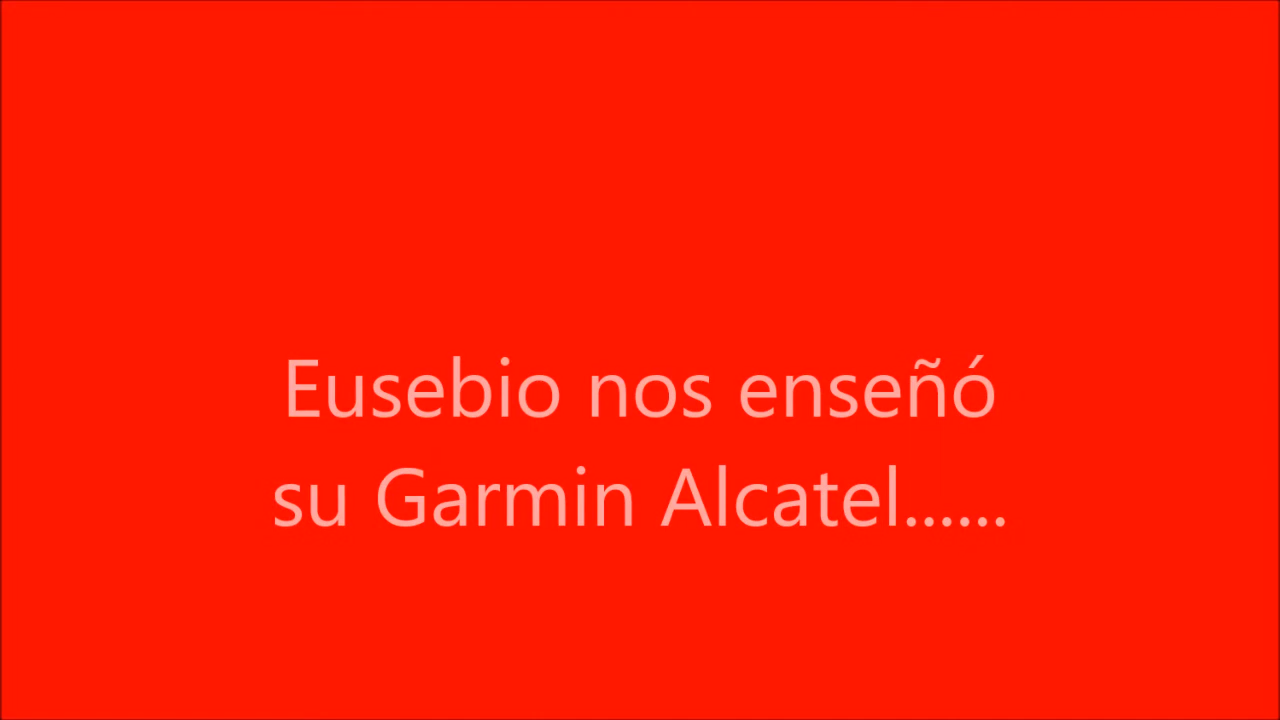 Eusebio nos enseñó
su Garmin Alcatel......